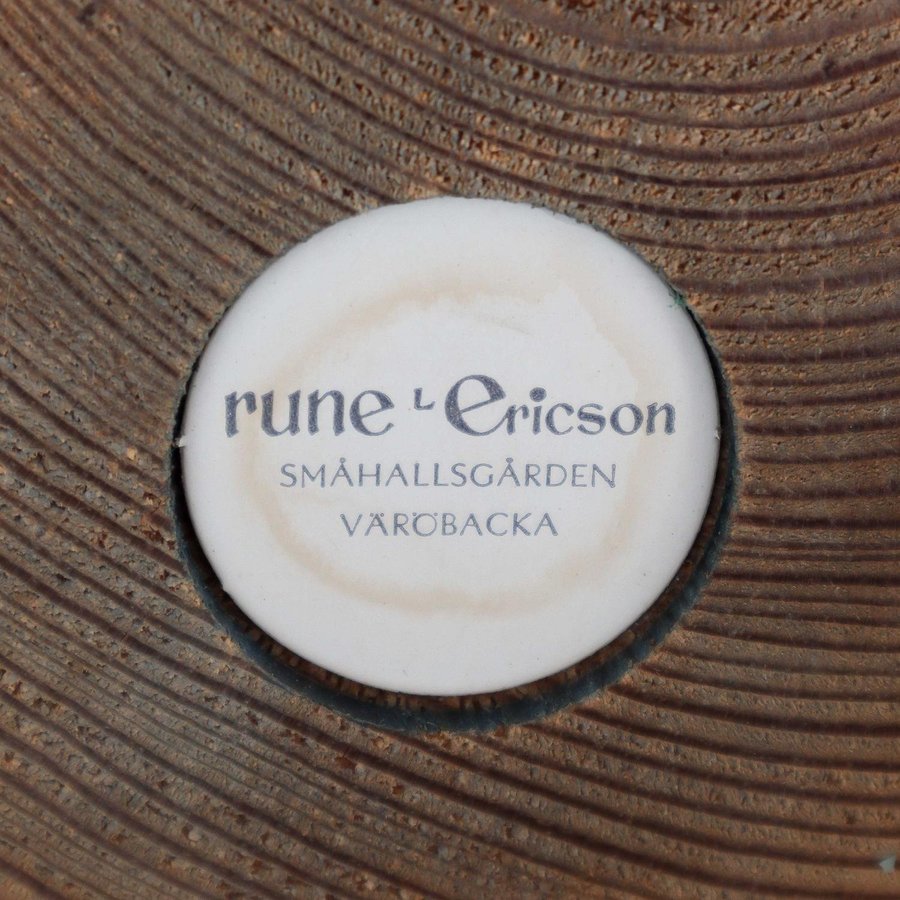 rune L Ericson
SMÅHALLSGÅRDEN
VÄRÖBACKA